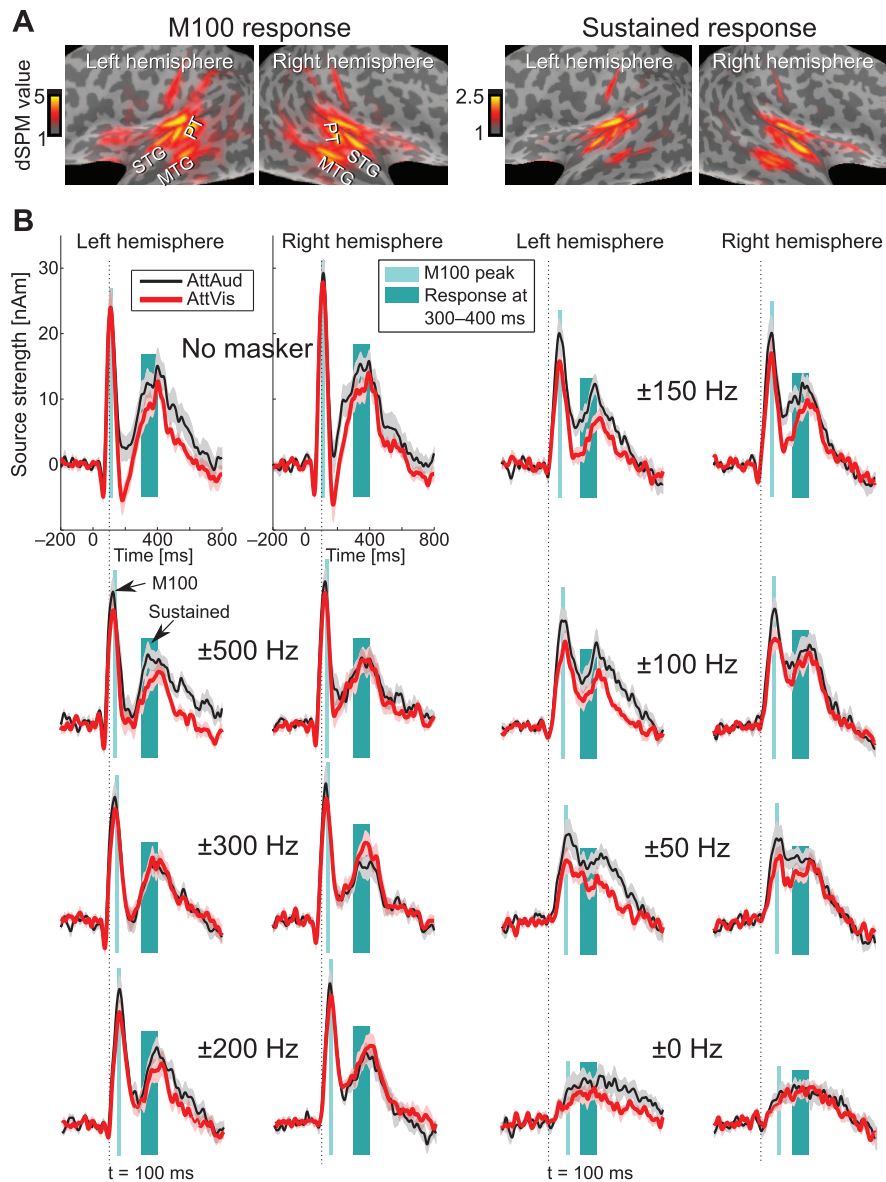 A
M100 response
Sustained response
Left hemisphere
Right hemisphere
Left hemisphere
Right hemisphere
dSPM value
5
1
PT
STG
MTG
PT
STG
MTG
2.5
1
B
Left hemisphere
Right hemisphere
Left hemisphere
Right hemisphere
Source strength [nAm]
30
20
10
0
–10
AttAud
AttVis
M100 peak
Response at
300–400 ms
No masker
±150 Hz
–200
0
400
800
–200
0
400
800
Time [ms]
Time [ms]
M100
Sustained
±500 Hz
±100 Hz
±300 Hz
±50 Hz
±200 Hz
±0 Hz
t = 100 ms
t = 100 ms